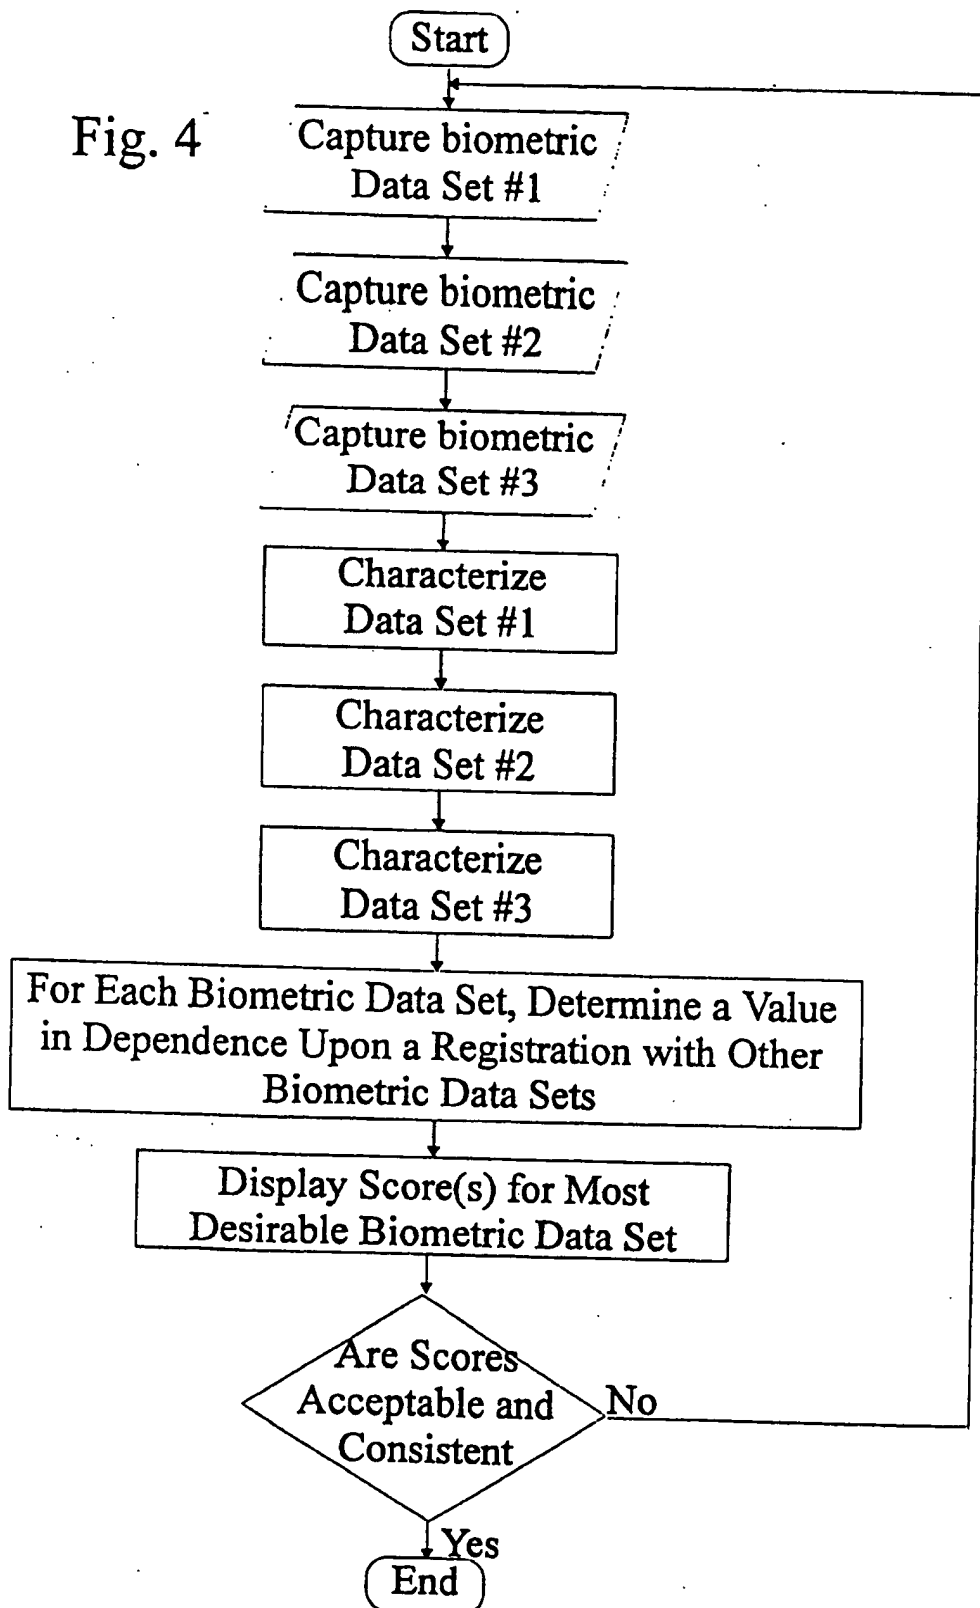 Start
Fig. 4
Capture biometric
Data Set #1
Capture biometric
Data Set #2
Capture biometric
Data Set #3
Characterize
Data Set #1
Characterize
Data Set #2
Characterize
Data Set #3
For Each Biometric Data Set, Determine a Value
in Dependence Upon a Registration with Other
Biometric Data Sets
Display Score(s) for Most
Desirable Biometric Data Set
Are Scores
Acceptable and
Consistent
No
Yes
End